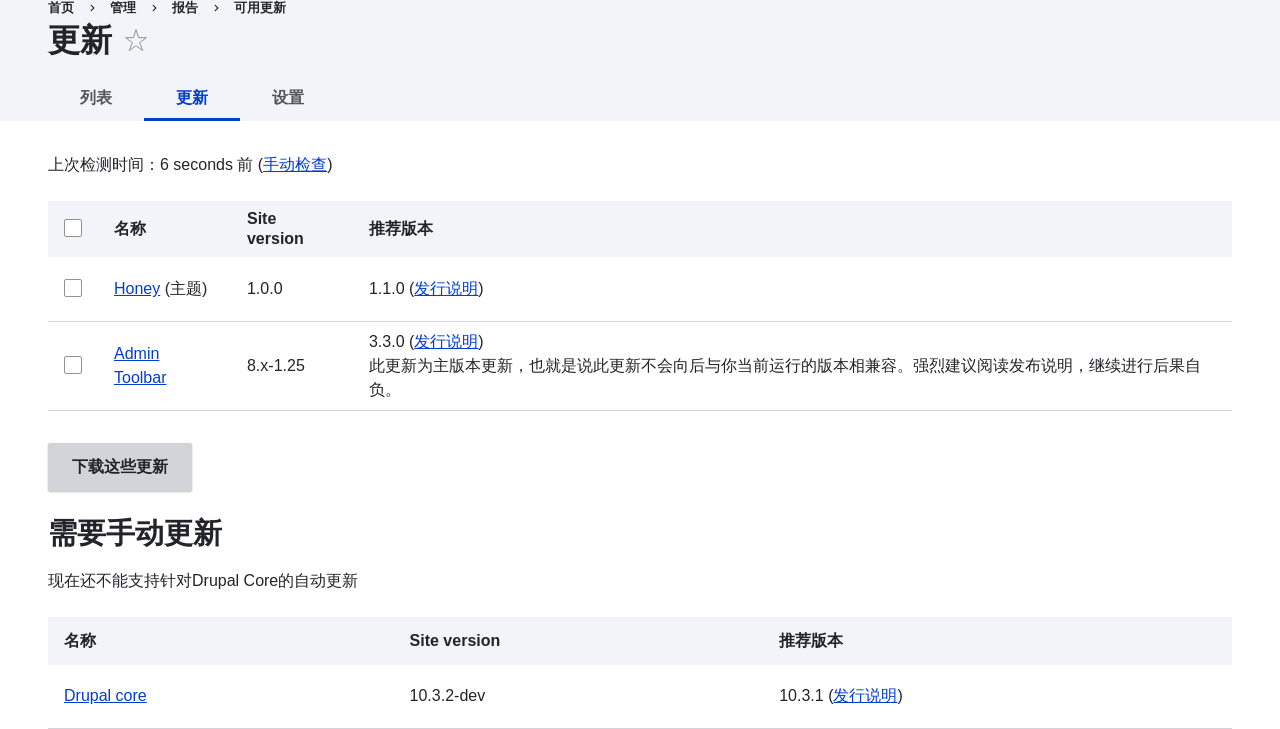 首页 › 管理 › 报告 › 可用更新
更新 ☆
列表 更新 设置
上次检测时间：6 seconds 前 (手动检查)
名称 Site version 推荐版本
Honey (主题) 1.0.0 1.1.0 (发行说明)
Admin Toolbar 8.x-1.25 3.3.0 (发行说明)
此更新为主版本更新，也就是说此更新不会向后与你当前运行的版本相兼容。强烈建议阅读发布说明，继续进行后果自
负。
下载这些更新
需要手动更新
现在还不能支持针对Drupal Core的自动更新
名称 Site version 推荐版本
Drupal core 10.3.2-dev 10.3.1 (发行说明)